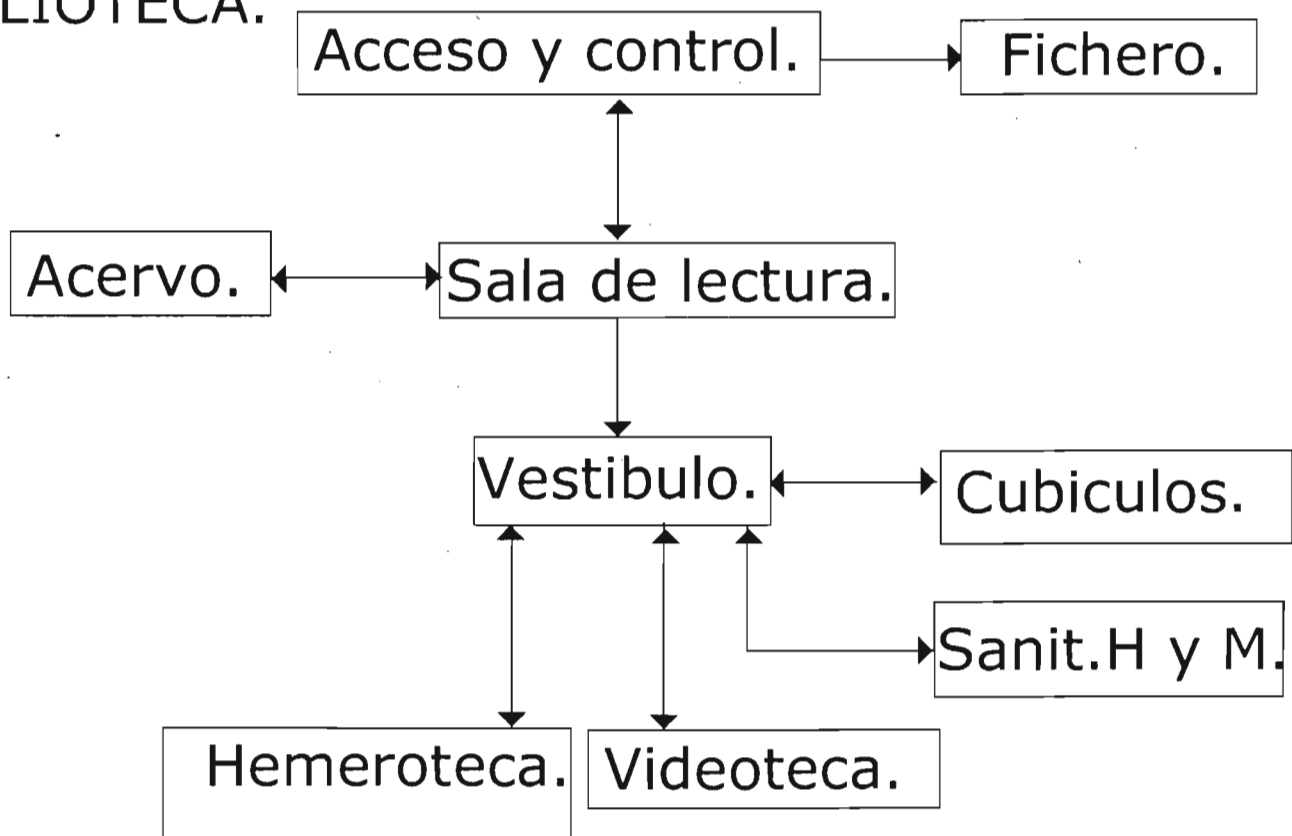 LIOTECA.
Acceso y control.
Fichero.
Acervo.
Sala de lectura.
Vestibulo.
Cubiculos.
Sanit.H y M.
Hemeroteca.
Videoteca.